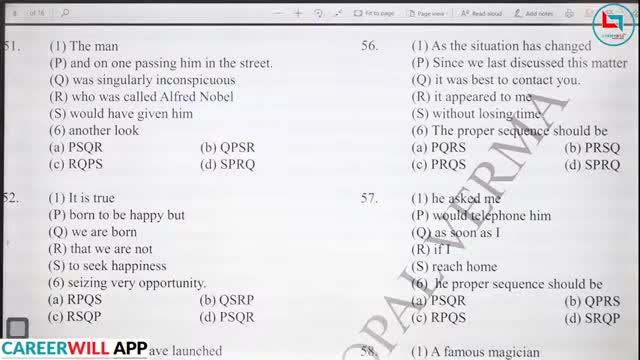 8 of 16
Fit to page
Page view
Read aloud
Add notes
51. (1) The man
(P) and on one passing him in the street.
(Q) was singularly inconspicuous
(R) who was called Alfred Nobel
(S) would have given him
(6) another look
(a) PSQR (b) QPSR
(c) RQPS (d) SPRQ
52. (1) It is true
(P) born to be happy but
(Q) we are born
(R) that we are not
(S) to seek happiness
(6) seizing very opportunity.
(a) RPQS (b) QSRP
(c) RSQP (d) PSQR
ave launched
56. (1) As the situation has changed
(P) Since we last discussed this matter
(Q) it was best to contact you.
(R) it appeared to me
(S) without losing time
(6) The proper sequence should be
(a) PQRS (b) PRSQ
(c) PRQS (d) SPRQ
57. (1) he asked me
(P) would telephone him
(Q) as soon as I
(R) if I
(S) reach home
(6) he proper sequence should be
(a) PSQR (b) QPRS
(c) RPQS (d) SRQP
58. (1) A famous magician
OPAL VERMA
CAREERWILL APP